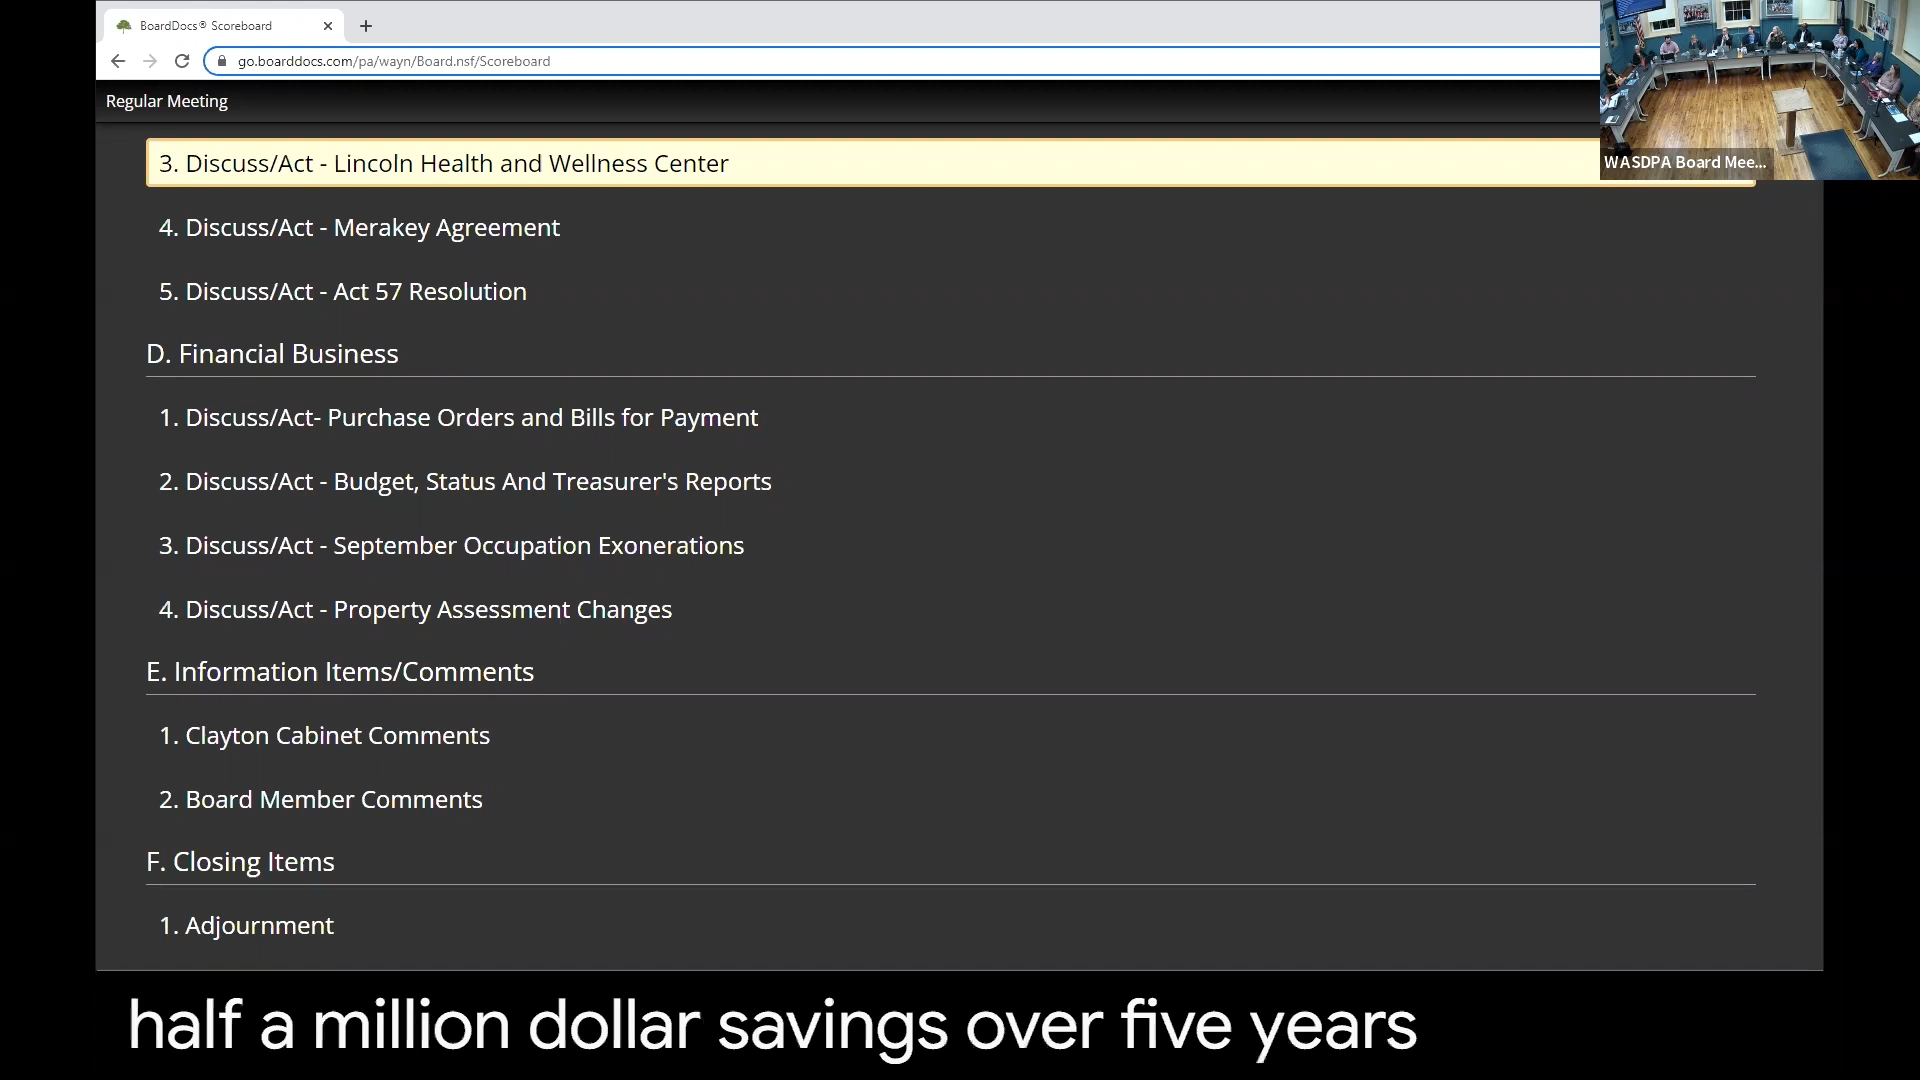 BoardDocs® Scoreboard
go.boarddocs.com/pa/wayn/Board.nsf/Scoreboard
Regular Meeting
WASDPA Board Mee...
3. Discuss/Act - Lincoln Health and Wellness Center
4. Discuss/Act - Merakey Agreement
5. Discuss/Act - Act 57 Resolution
D. Financial Business
1. Discuss/Act- Purchase Orders and Bills for Payment
2. Discuss/Act - Budget, Status And Treasurer's Reports
3. Discuss/Act - September Occupation Exonerations
4. Discuss/Act - Property Assessment Changes
E. Information Items/Comments
1. Clayton Cabinet Comments
2. Board Member Comments
F. Closing Items
1. Adjournment
half a million dollar savings over five years